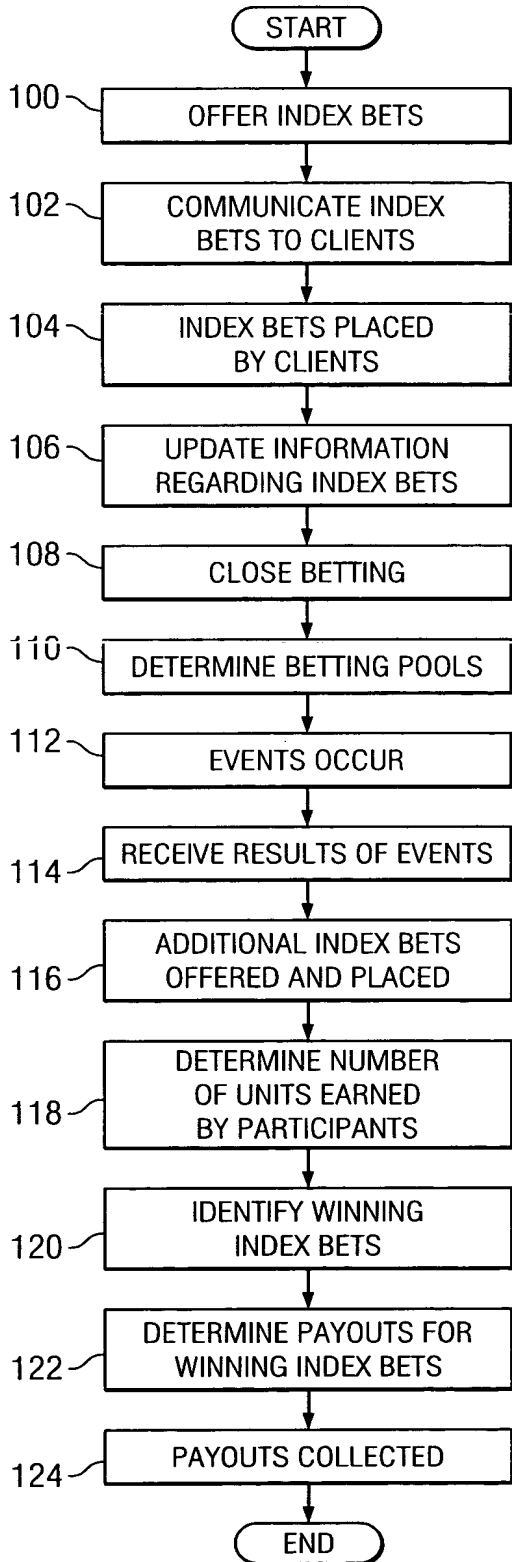 START
100
OFFER INDEX BETS
102
COMMUNICATE INDEX
BETS TO CLIENTS
104
INDEX BETS PLACED
BY CLIENTS
106
UPDATE INFORMATION
REGARDING INDEX BETS
108
CLOSE BETTING
110
DETERMINE BETTING POOLS
112
EVENTS OCCUR
114
RECEIVE RESULTS OF EVENTS
116
ADDITIONAL INDEX BETS
OFFERED AND PLACED
118
DETERMINE NUMBER
OF UNITS EARNED
BY PARTICIPANTS
120
IDENTIFY WINNING
INDEX BETS
122
DETERMINE PAYOUTS FOR
WINNING INDEX BETS
124
PAYOUTS COLLECTED
END